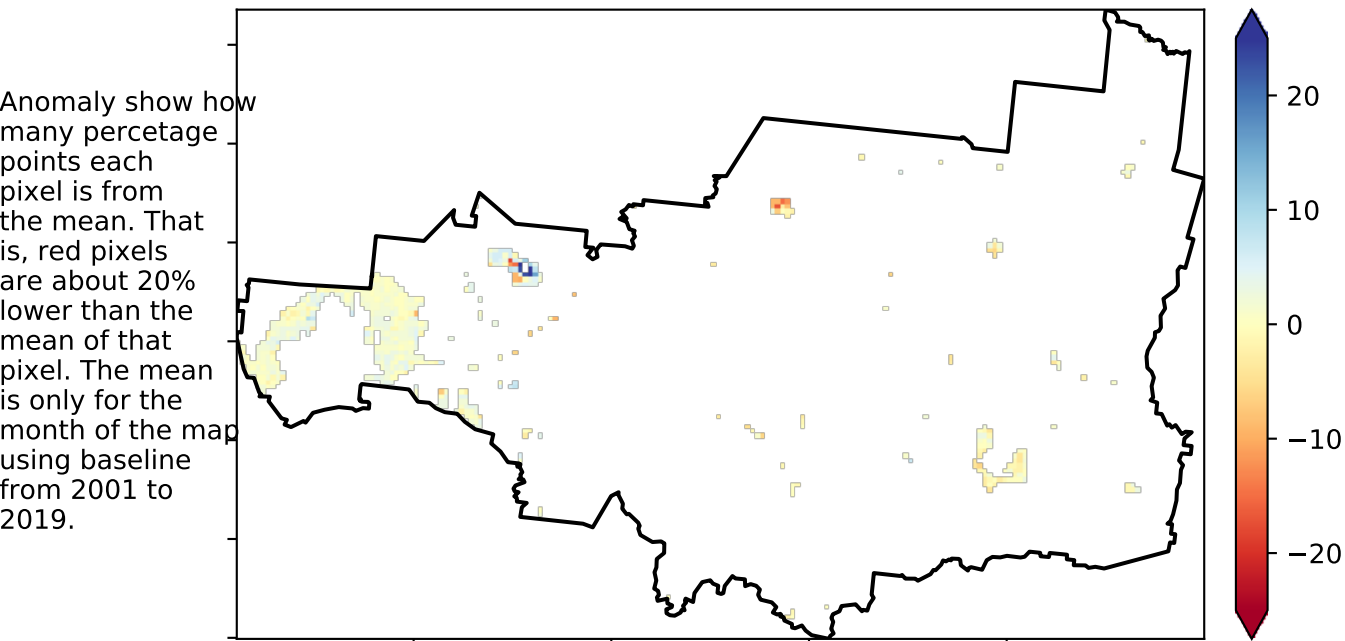 Anomaly show how
many percetage
points each
pixel is from
the mean. That
is, red pixels
are about 20%
lower than the
mean of that
pixel. The mean
is only for the
month of the map
using baseline
from 2001 to
2019.
20
10
0
−10
−20